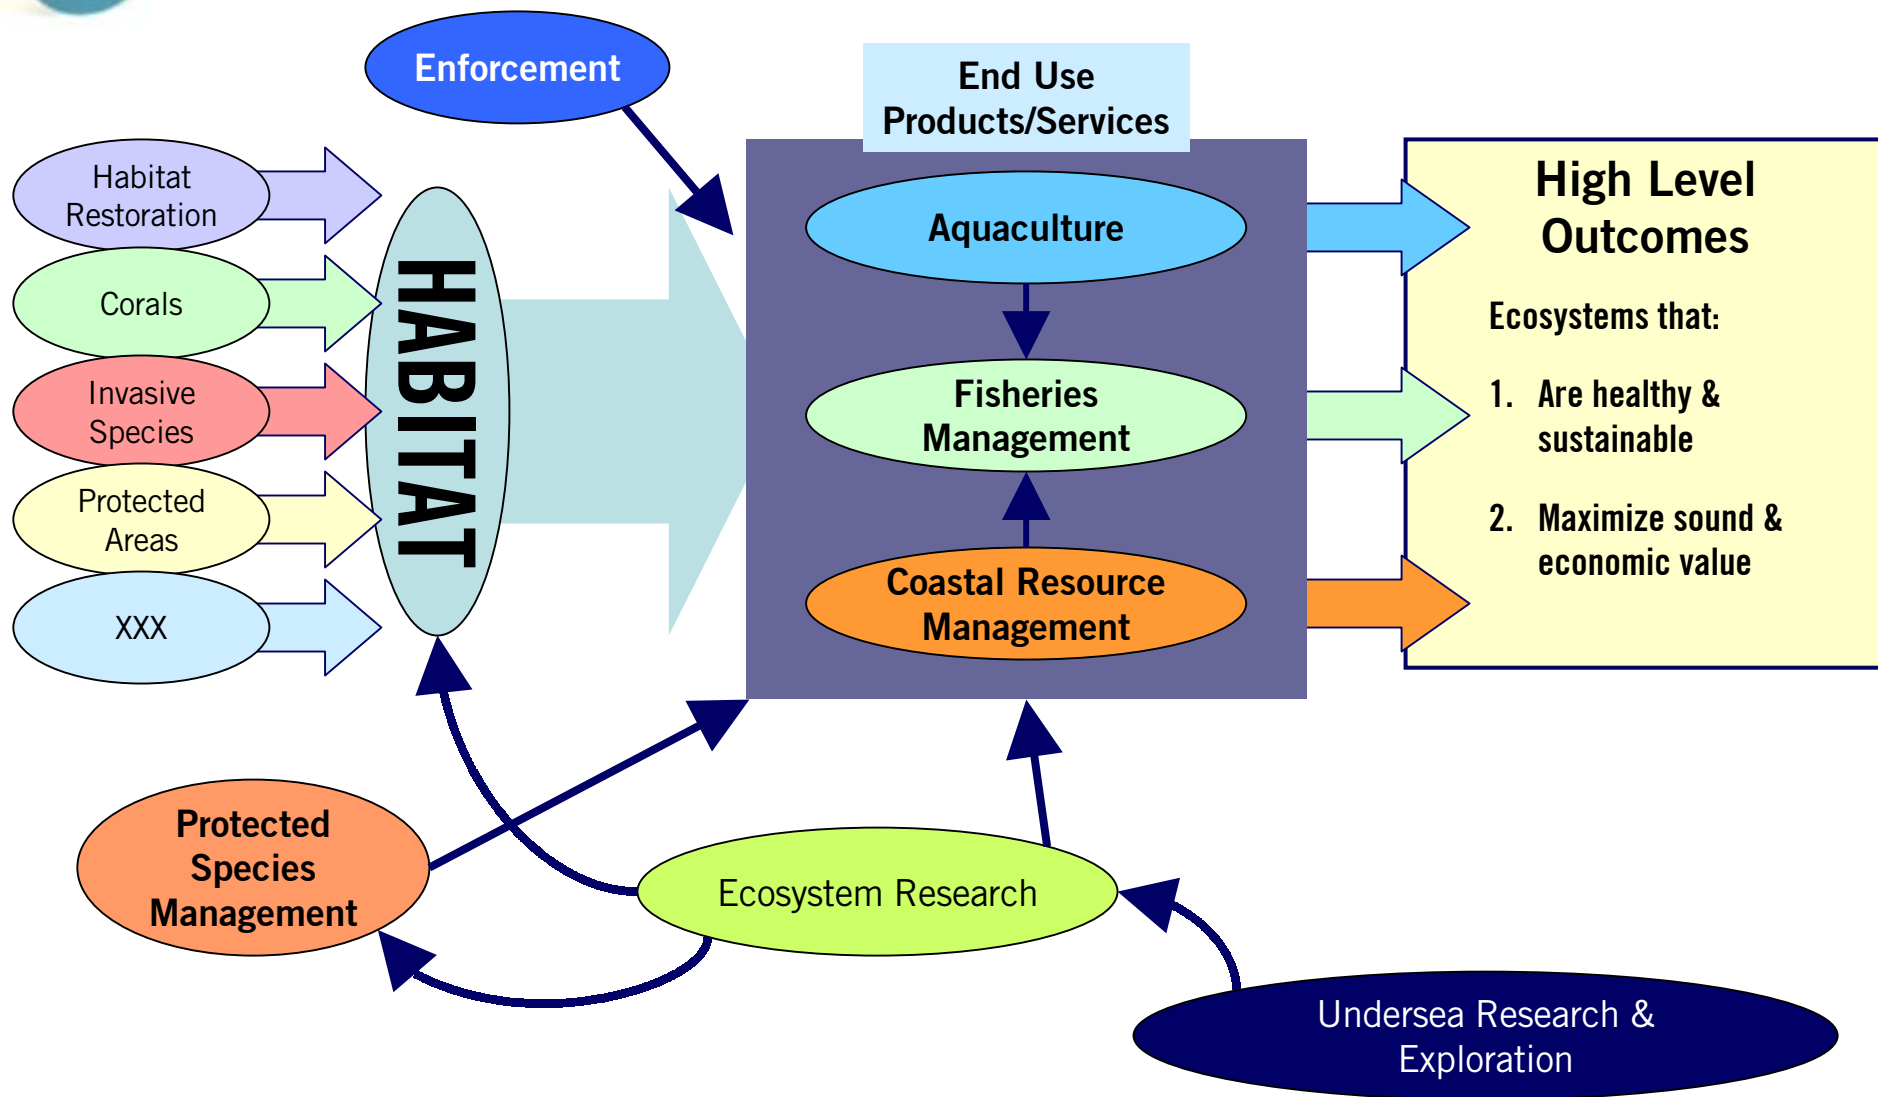 Enforcement
End Use
Products/Services
Habitat
Restoration
Corals
Invasive
Species
Protected
Areas
XXX
HABITAT
Aquaculture
Fisheries
Management
Coastal Resource
Management
High Level
Outcomes
Ecosystems that:
1. Are healthy &
sustainable
2. Maximize sound &
economic value
Protected
Species
Management
Ecosystem Research
Undersea Research &
Exploration